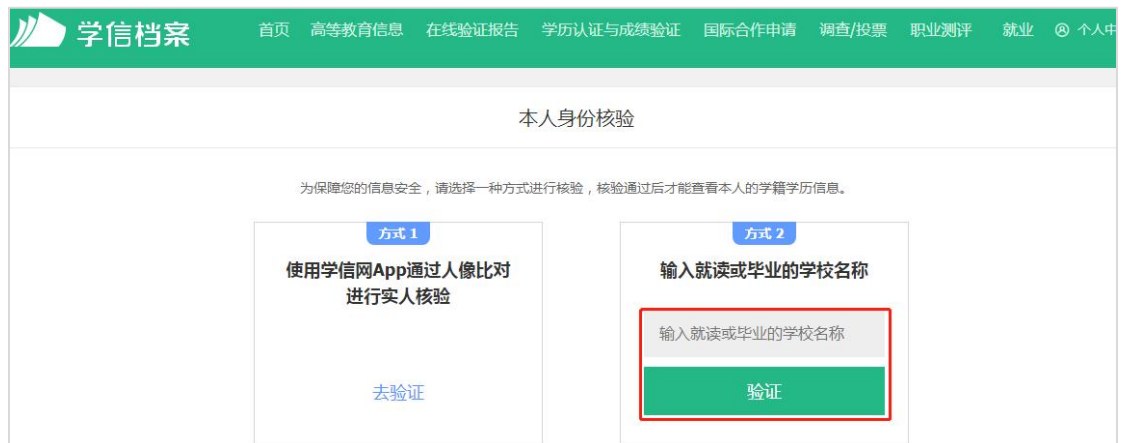 学信档案 首页 高等教育信息 在线验证报告 学历认证与成绩验证 国际合作申请 调查/投票 职业测评 就业 个人中
本人身份核验
为保障您的信息安全，请选择一种方式进行核验，核验通过后才能查看本人的学籍学历信息。
方式 1
使用学信网App通过人像比对
进行实人核验
去验证
方式 2
输入就读或毕业的学校名称
输入就读或毕业的学校名称
验证